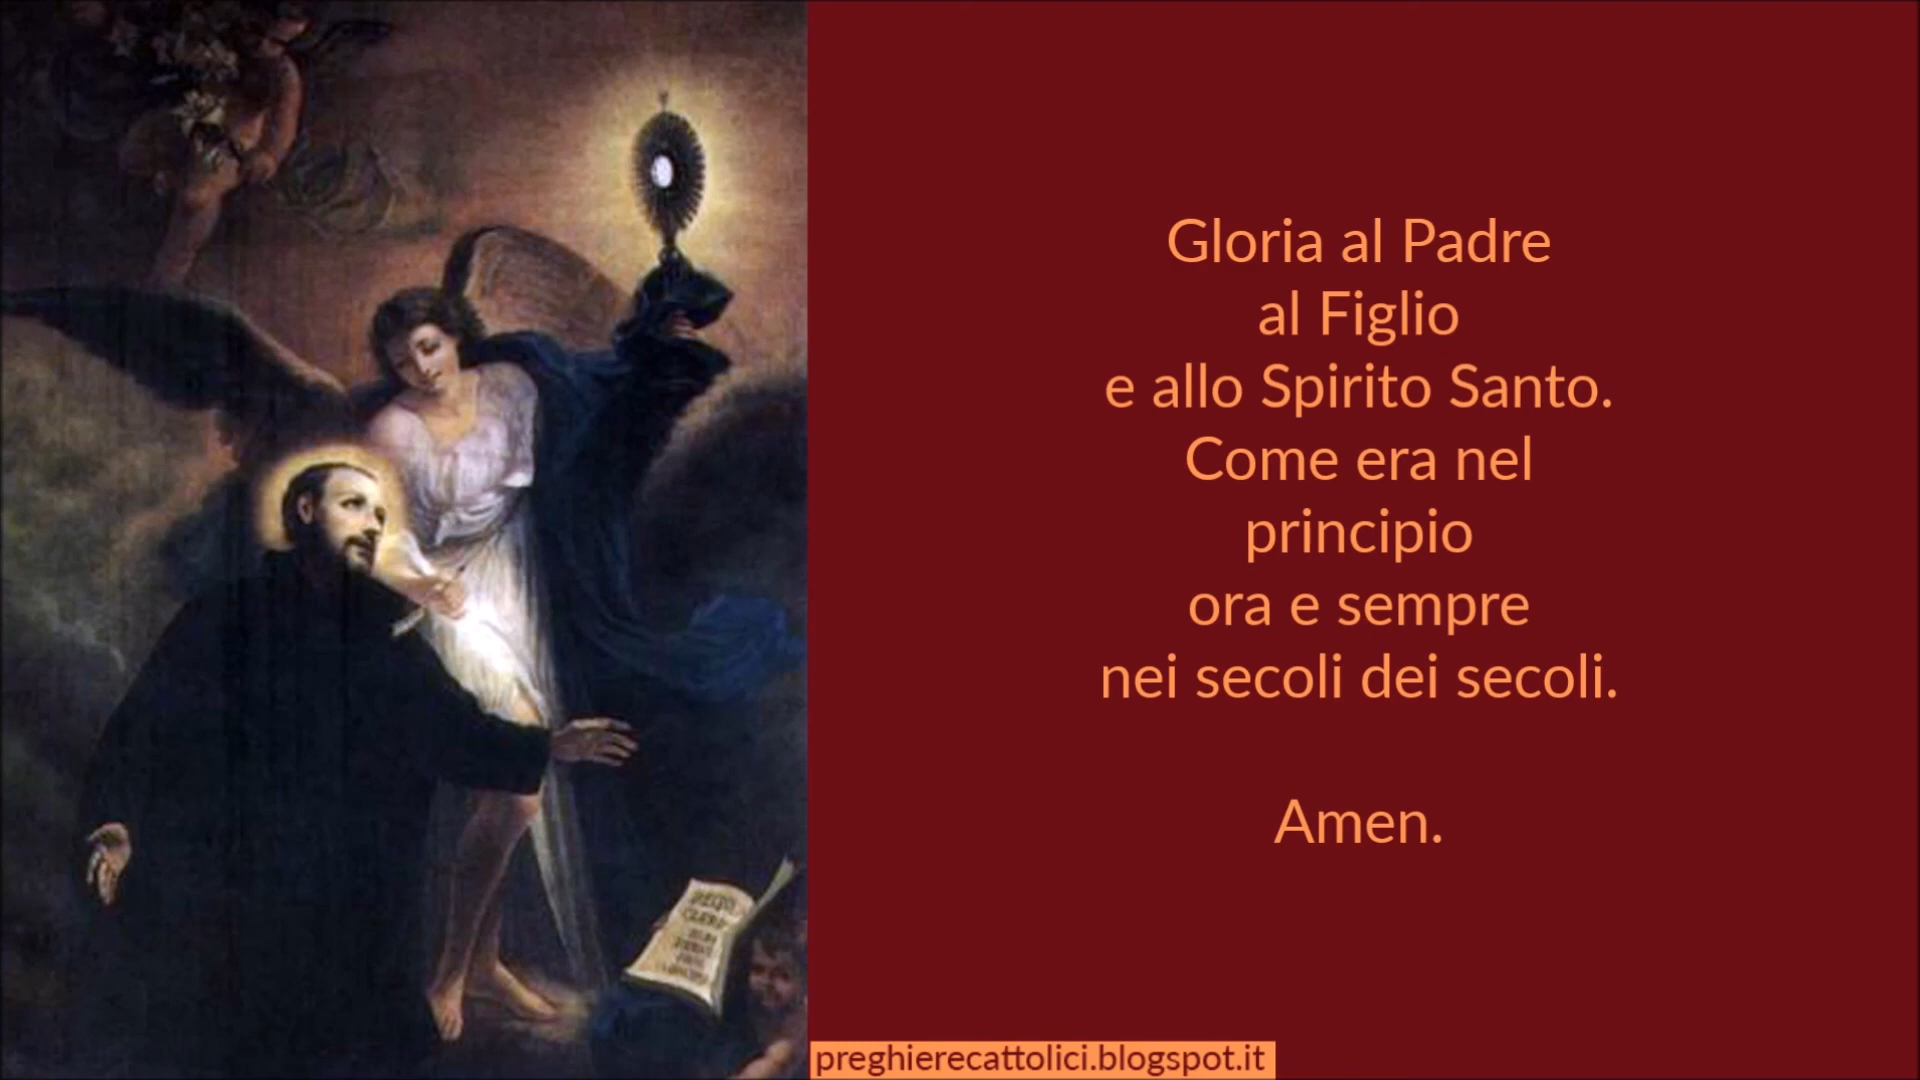 Gloria al Padre
al Figlio
e allo Spirito Santo.
Come era nel
principio
ora e sempre
nei secoli dei secoli.
Amen.
preghierecattolici.blogspot.it